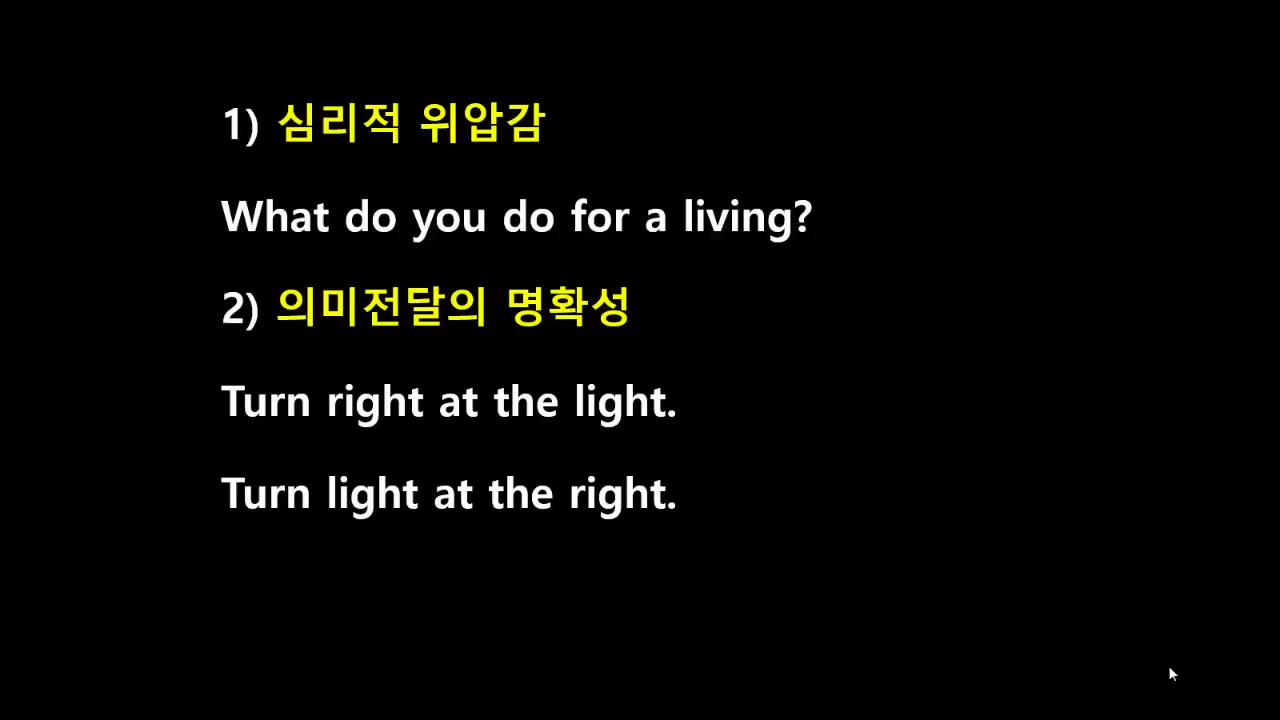 1) 심리적 위압감
What do you do for a living?
2) 의미전달의 명확성
Turn right at the light.
Turn light at the right.